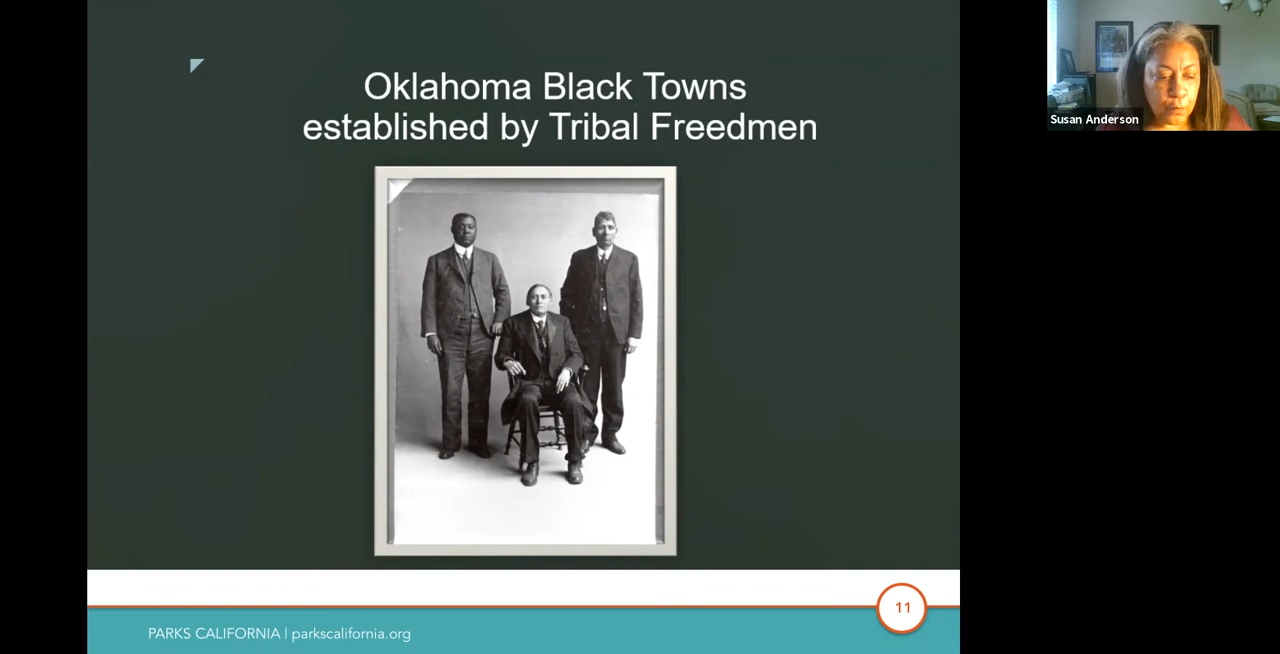 Oklahoma Black Towns
established by Tribal Freedmen
Susan Anderson
11
PARKS CALIFORNIA | parkscalifornia.org